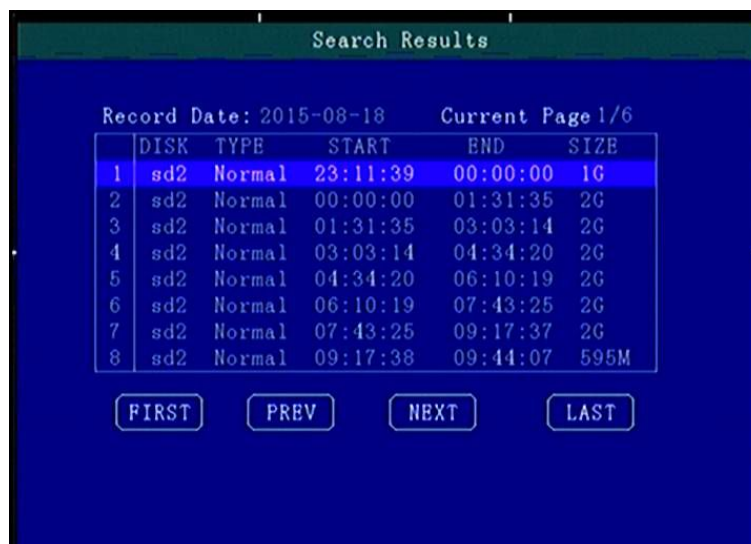 Search Results
Record Date: 2015-08-18 Current Page 1/6
DISK TYPE START END SIZE
1 sd2 Normal 23:11:39 00:00:00 1G
2 sd2 Normal 00:00:00 01:31:35 2G
3 sd2 Normal 01:31:35 03:03:14 2G
4 sd2 Normal 03:03:14 04:34:20 2G
5 sd2 Normal 04:34:20 06:10:19 2G
6 sd2 Normal 06:10:19 07:43:25 2G
7 sd2 Normal 07:43:25 09:17:37 2G
8 sd2 Normal 09:17:38 09:44:07 595M
FIRST PREV NEXT LAST